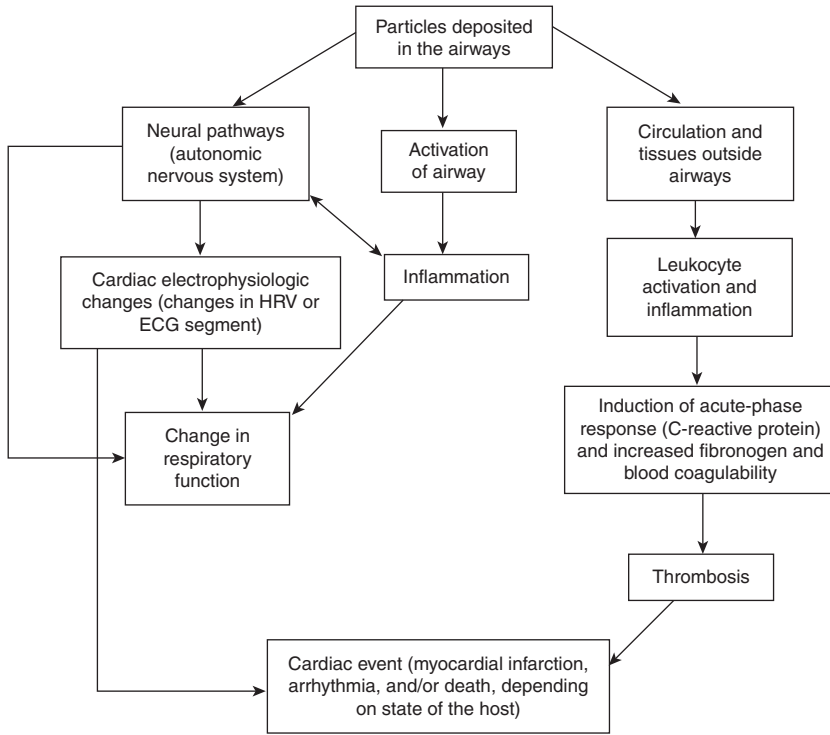 Particles deposited
in the airways
Neural pathways
(autonomic
nervous system)
Activation
of airway
Circulation and
tissues outside
airways
Cardiac electrophysiologic
changes (changes in HRV or
ECG segment)
Inflammation
Leukocyte
activation and
inflammation
Change in
respiratory
function
Induction of acute-phase
response (C-reactive protein)
and increased fibronogen and
blood coagulability
Thrombosis
Cardiac event (myocardial infarction,
arrhythmia, and/or death, depending
on state of the host)